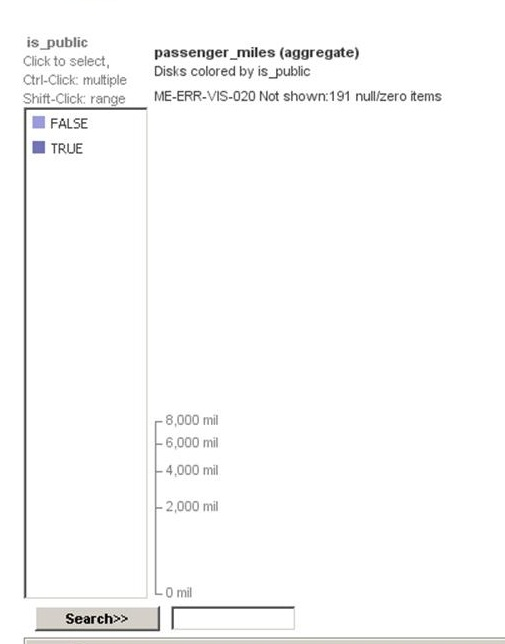 is_public
Click to select,
Ctrl-Click: multiple
Shift-Click: range
passenger_miles (aggregate)
Disks colored by is_public
ME-ERR-VIS-020 Not shown:191 null/zero items
FALSE
TRUE
8,000 mil
6,000 mil
4,000 mil
2,000 mil
0 mil
Search>>